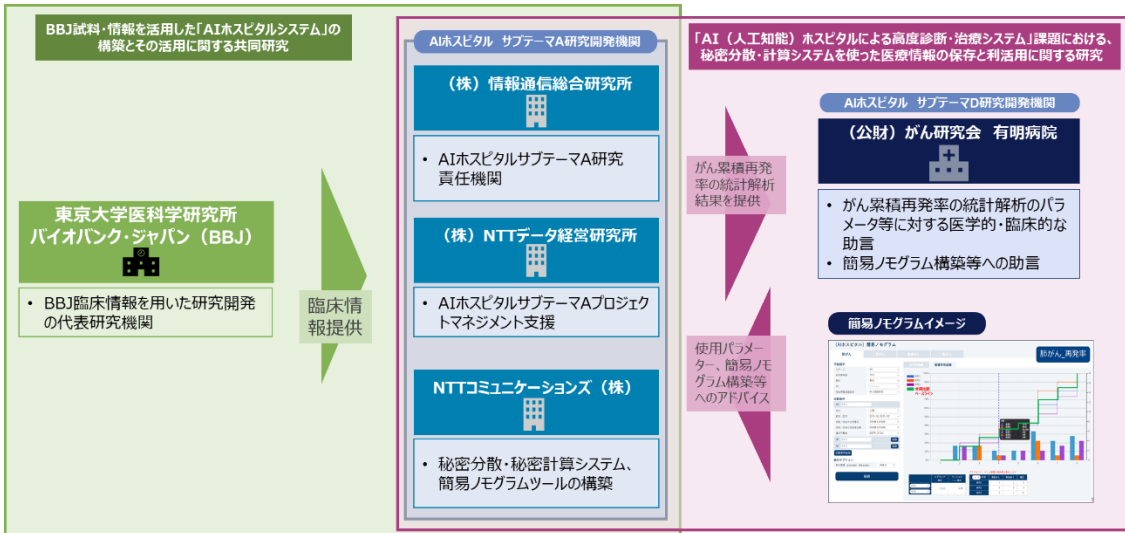 BBJ試料・情報を活用した「AIホスピタルシステム」の
構築とその活用に関する共同研究
東京大学医科学研究所
バイオバンク・ジャパン（BBJ）
• BBJ臨床情報を用いた研究開発
の代表研究機関
臨床情
報提供
AIホスピタル サブテーマA研究開発機関
（株）情報通信総合研究所
• AIホスピタルサブテーマA研究
責任機関
（株）NTTデータ経営研究所
• AIホスピタルサブテーマAプロジェク
トマネジメント支援
NTTコミュニケーションズ（株）
• 秘密分散・秘密計算システム、
簡易ノモグラムツールの構築
「AI（人工知能）ホスピタルによる高度診断・治療システム」課題における、
秘密分散・計算システムを使った医療情報の保存と利活用に関する研究
がん累積再発
率の統計解析
結果を提供
使用パラメー
ター、簡易ノモ
グラム構築等
へのアドバイス
AIホスピタル サブテーマD研究開発機関
（公財）がん研究会 有明病院
• がん累積再発率の統計解析のパラ
メータ等に対する医学的・臨床的な
助言
• 簡易ノモグラム構築等への助言
簡易ノモグラムイメージ
（AIホスピタル）簡易ノモグラム
肺がん_再発率